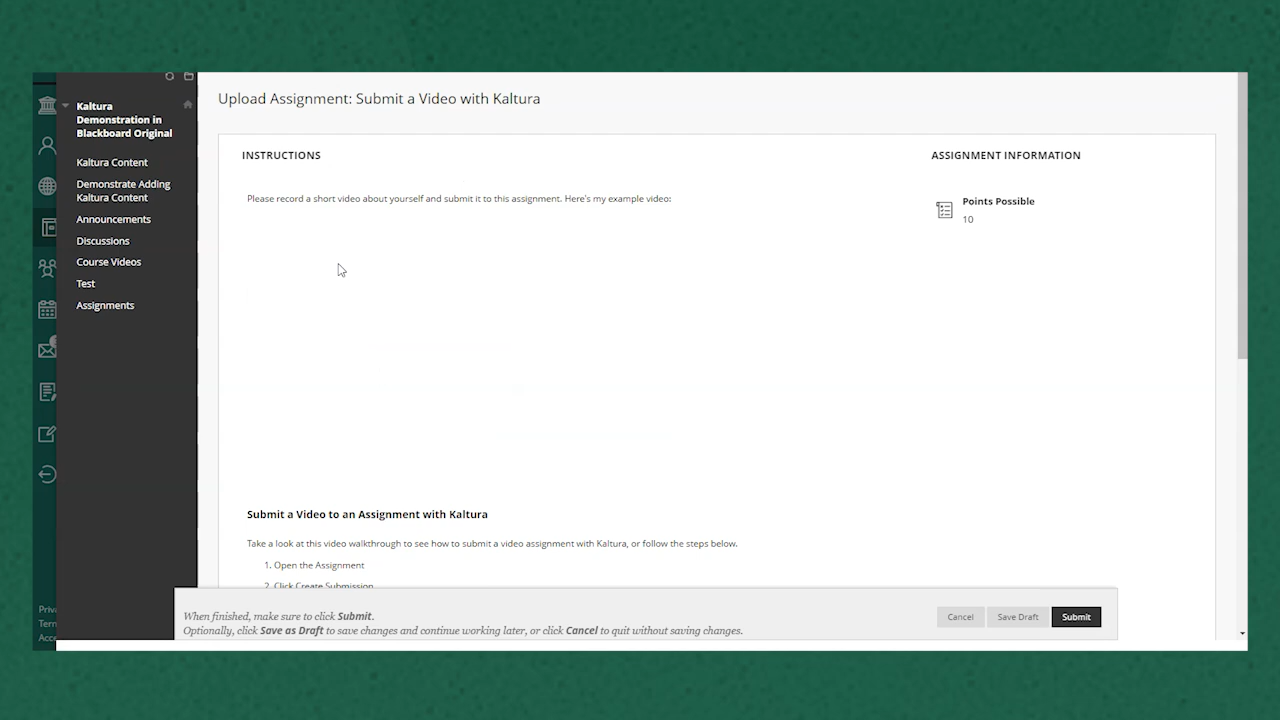 Kaltura
Demonstration in
Blackboard Original
Kaltura Content
Demonstrate Adding
Kaltura Content
Announcements
Discussions
Course Videos
Test
Assignments
Upload Assignment: Submit a Video with Kaltura
INSTRUCTIONS
Please record a short video about yourself and submit it to this assignment. Here's my example video:
ASSIGNMENT INFORMATION
Points Possible
10
Submit a Video to an Assignment with Kaltura
Take a look at this video walkthrough to see how to submit a video assignment with Kaltura, or follow the steps below.
1. Open the Assignment
2. Click Create Submission
When finished, make sure to click Submit.
Optionally, click Save as Draft to save changes and continue working later, or click Cancel to quit without saving changes.
Cancel
Save Draft
Submit